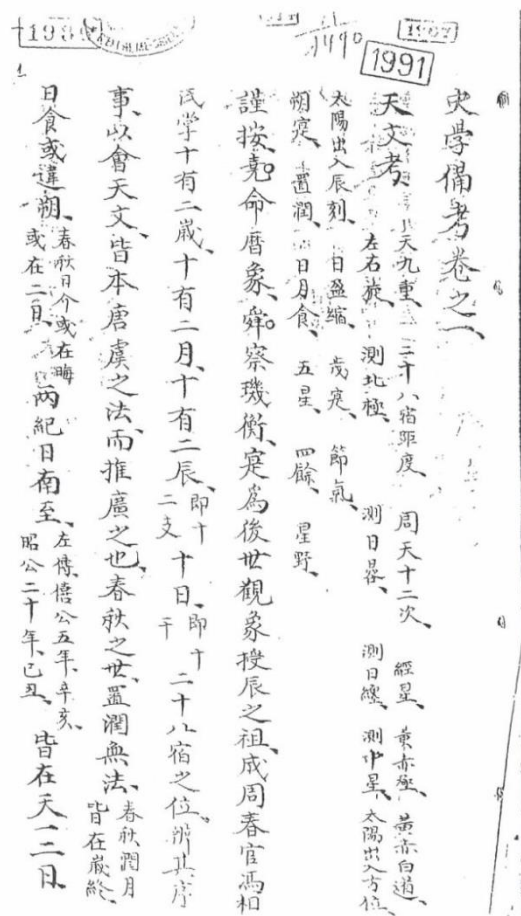 1991
史學備考卷之一
天文考 天九重、二十八宿距度、周天十二次、經星、黄赤極、黄赤白道、
左右旋、測北極、測日晷、測日纏、測中星、太陽出入方位、
太陽出入辰刻、日盈縮、歲寔、節氣、
朔寔、置潤、日月食、五星、四餘、星野、
謹按堯命曆象、舜察璣衡、寔爲後世觀象授辰之祖、成周春官馮相
氏掌十有二歲、十有二月、十有二辰、即十二支十日、即十干二十八宿之位、辨其序
事、以會天文、皆本唐虞之法、而推廣之也、春秋之世、置潤無法、春秋潤月皆在歲終
日食或違朔、春秋日今或在晦或在二日、兩紀日南至、左傳僖公五年、辛亥、昭公二十年、己丑、皆在天一二日、